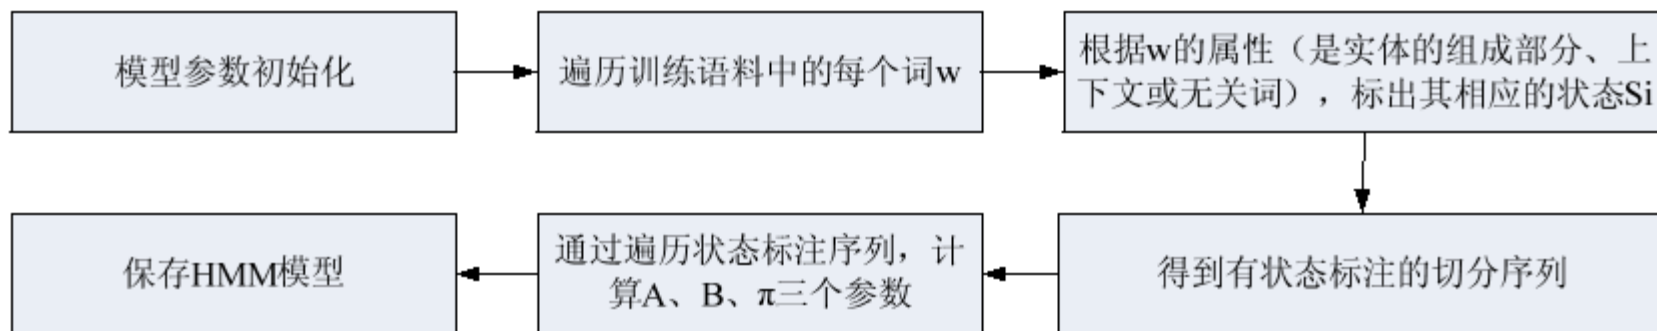 模型参数初始化
遍历训练语料中的每个词w
根据w的属性（是实体的组成部分、上
下文或无关词），标出其相应的状态Si
得到有状态标注的切分序列
通过遍历状态标注序列，计
算A、B、π三个参数
保存HMM模型